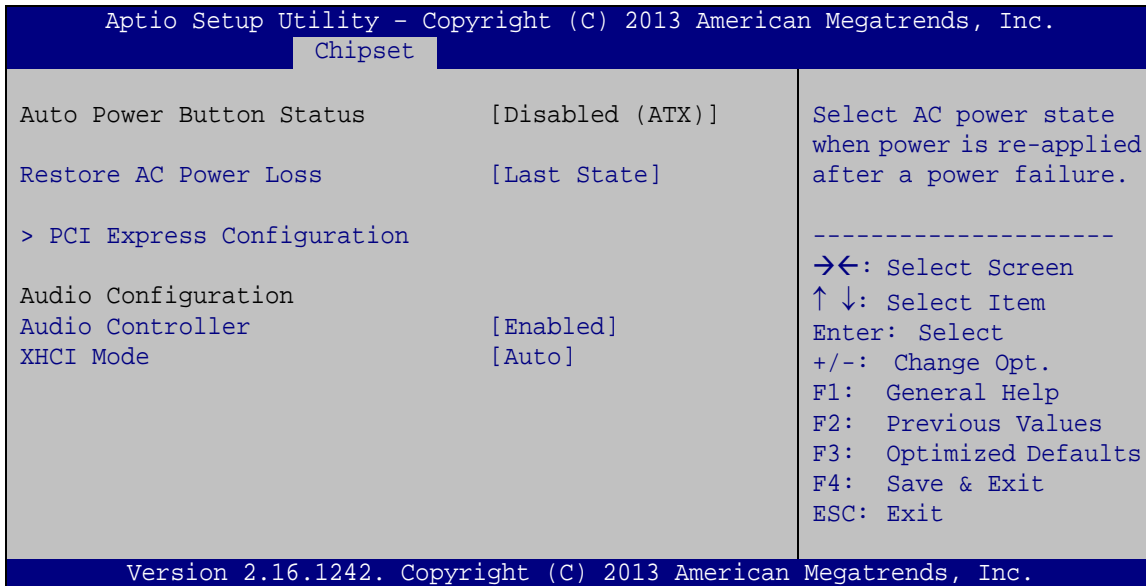 Aptio Setup Utility – Copyright (C) 2013 American Megatrends, Inc.
Chipset
Auto Power Button Status [Disabled (ATX)]
Restore AC Power Loss [Last State]
> PCI Express Configuration
Audio Configuration
Audio Controller [Enabled]
XHCI Mode [Auto]
Select AC power state
when power is re-applied
after a power failure.
---------------------
→←: Select Screen
↑ ↓: Select Item
Enter: Select
+/-: Change Opt.
F1: General Help
F2: Previous Values
F3: Optimized Defaults
F4: Save & Exit
ESC: Exit
Version 2.16.1242. Copyright (C) 2013 American Megatrends, Inc.